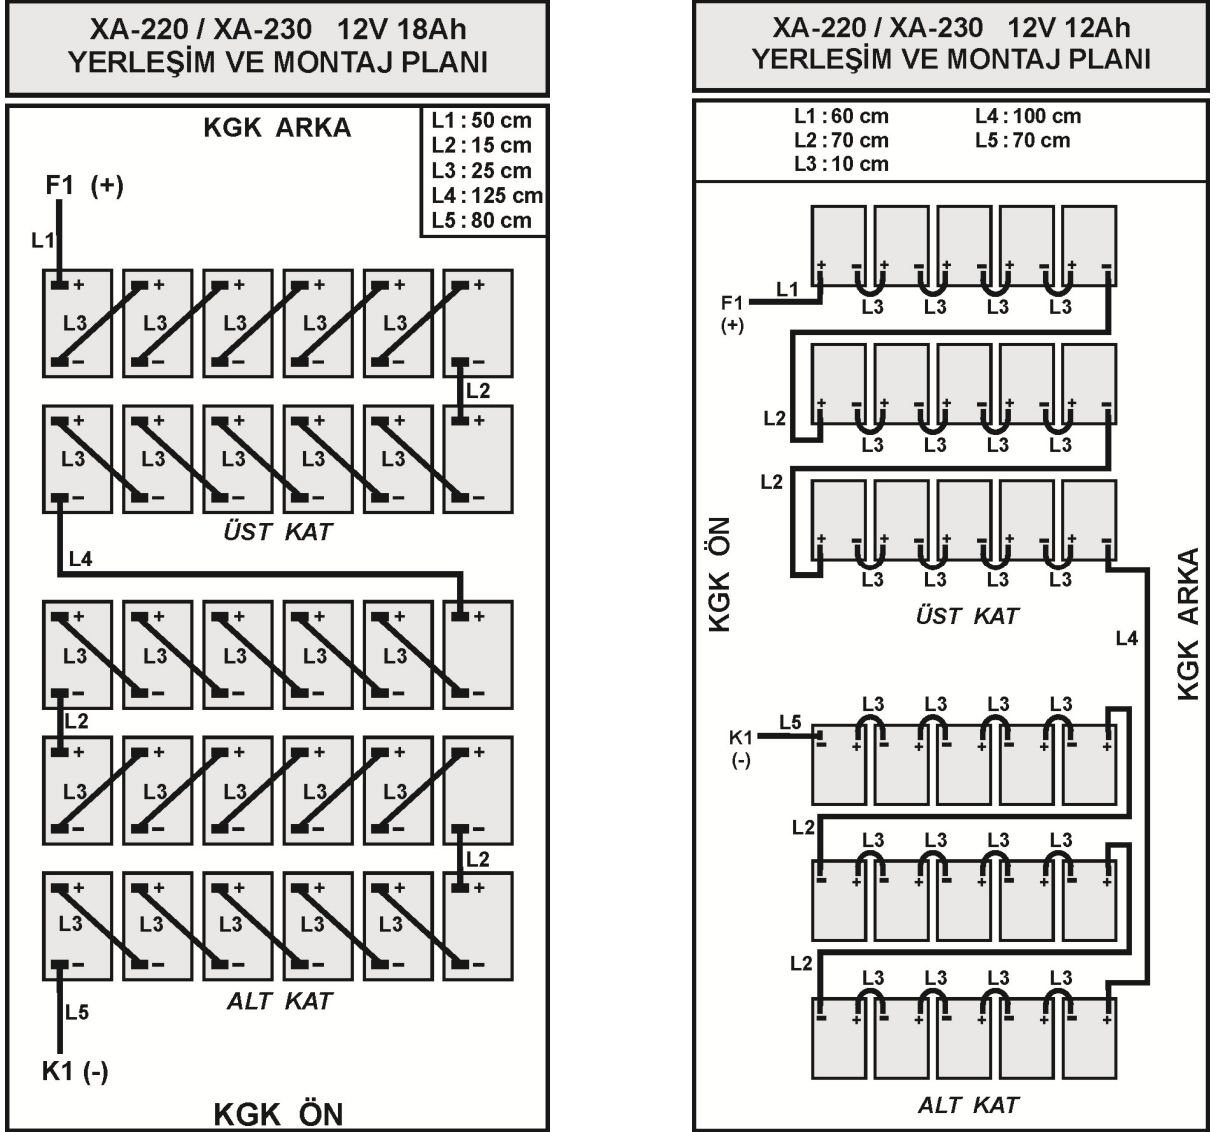 XA-220 / XA-230   12V 18Ah
YERLEŞİM VE MONTAJ PLANI
KGK ARKA
L1 : 50 cm
L2 : 15 cm
L3 : 25 cm
L4 : 125 cm
L5 : 80 cm
F1 (+)
L1
+ + + + + +
L3 L3 L3 L3 L3
− − − − − −
L2
+ + + + + +
L3 L3 L3 L3 L3
− − − − − −
ÜST KAT
L4
+ + + + + +
L3 L3 L3 L3 L3
− − − − − −
L2
+ + + + + +
L3 L3 L3 L3 L3
− − − − − −
L2
+ + + + + +
L3 L3 L3 L3 L3
− − − − − −
ALT KAT
L5
K1 (-)
KGK ÖN
XA-220 / XA-230   12V 12Ah
YERLEŞİM VE MONTAJ PLANI
L1 : 60 cm
L2 : 70 cm
L3 : 10 cm
L4 : 100 cm
L5 : 70 cm
+ − + − + − + − + −
L1
F1
(+)
L3 L3 L3 L3
+ − + − + − + − + −
L2
L3 L3 L3 L3
L2
+ − + − + − + − + −
L3 L3 L3 L3
KGK ÖN
KGK ARKA
ÜST KAT
L4
L3 L3 L3 L3
L5
K1
(-)
− + − + − + − + − +
L2
L3 L3 L3 L3
− + − + − + − + − +
L2
L3 L3 L3 L3
− + − + − + − + − +
ALT KAT